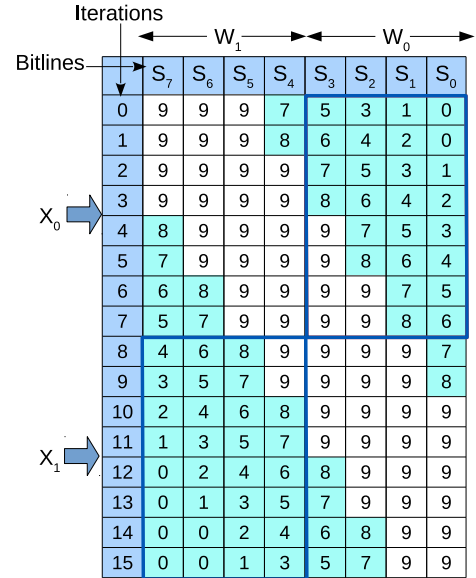 Iterations
W1 W0
Bitlines
S7 S6 S5 S4 S3 S2 S1 S0
0 9 9 9 7 5 3 1 0
1 9 9 9 8 6 4 2 0
2 9 9 9 9 7 5 3 1
3 9 9 9 9 8 6 4 2
X0
4 8 9 9 9 9 7 5 3
5 7 9 9 9 9 8 6 4
6 6 8 9 9 9 9 7 5
7 5 7 9 9 9 9 8 6
8 4 6 8 9 9 9 9 7
9 3 5 7 9 9 9 9 8
10 2 4 6 8 9 9 9 9
11 1 3 5 7 9 9 9 9
X1
12 0 2 4 6 8 9 9 9
13 0 1 3 5 7 9 9 9
14 0 0 2 4 6 8 9 9
15 0 0 1 3 5 7 9 9